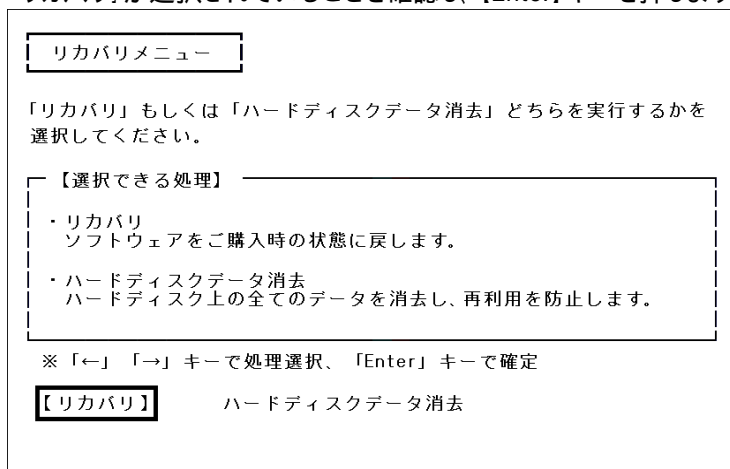 リカバリメニュー
「リカバリ」もしくは「ハードディスクデータ消去」どちらを実行するかを
選択してください。
【選択できる処理】
・リカバリ
ソフトウェアをご購入時の状態に戻します。
・ハードディスクデータ消去
ハードディスク上の全てのデータを消去し、再利用を防止します。
※「←」「→」キーで処理選択、「Enter」キーで確定
【リカバリ】 ハードディスクデータ消去